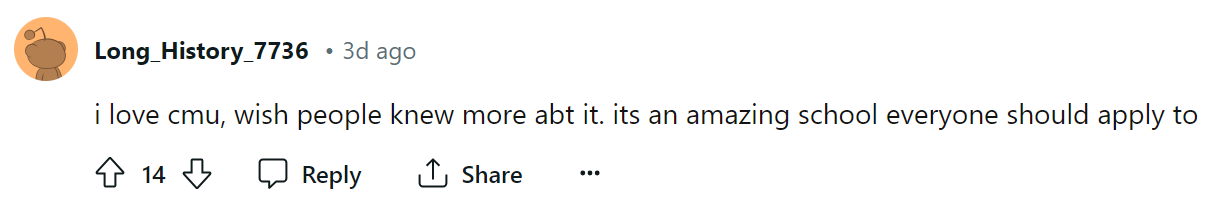 Long_History_7736 • 3d ago
i love cmu, wish people knew more abt it. its an amazing school everyone should apply to
14 Reply Share ...